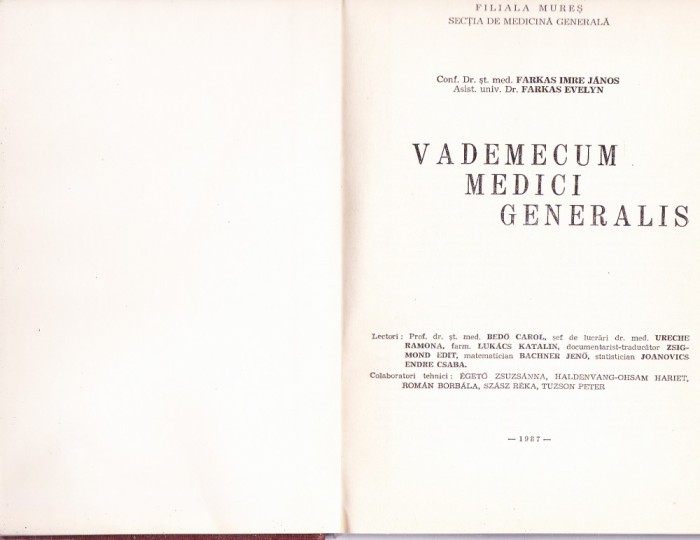 FILIALA MUREȘ
SECȚIA DE MEDICINĂ GENERALĂ
Conf. Dr. șt. med. FARKAS IMRE JÁNOS
Asist. univ. Dr. FARKAS EVELYN
VADEMECUM
MEDICI
GENERALIS
Lectori : Prof. dr. șt. med. BEDŐ CAROL, șef de lucrări dr. med. URECHE
RAMONA, farm. LUKÁCS KATALIN, documentarist-traducător ZSIG-
MOND EDIT, matematician BACHNER JENŐ, statistician JOANOVICS
ENDRE CSABA.
Colaboratori tehnici : ÉGETŐ ZSUZSÁNNA, HALDENVANG-OHSAM HARIET,
ROMÁN BORBÁLA, SZÁSZ RÉKA, TUZSON PETER
— 1987 —